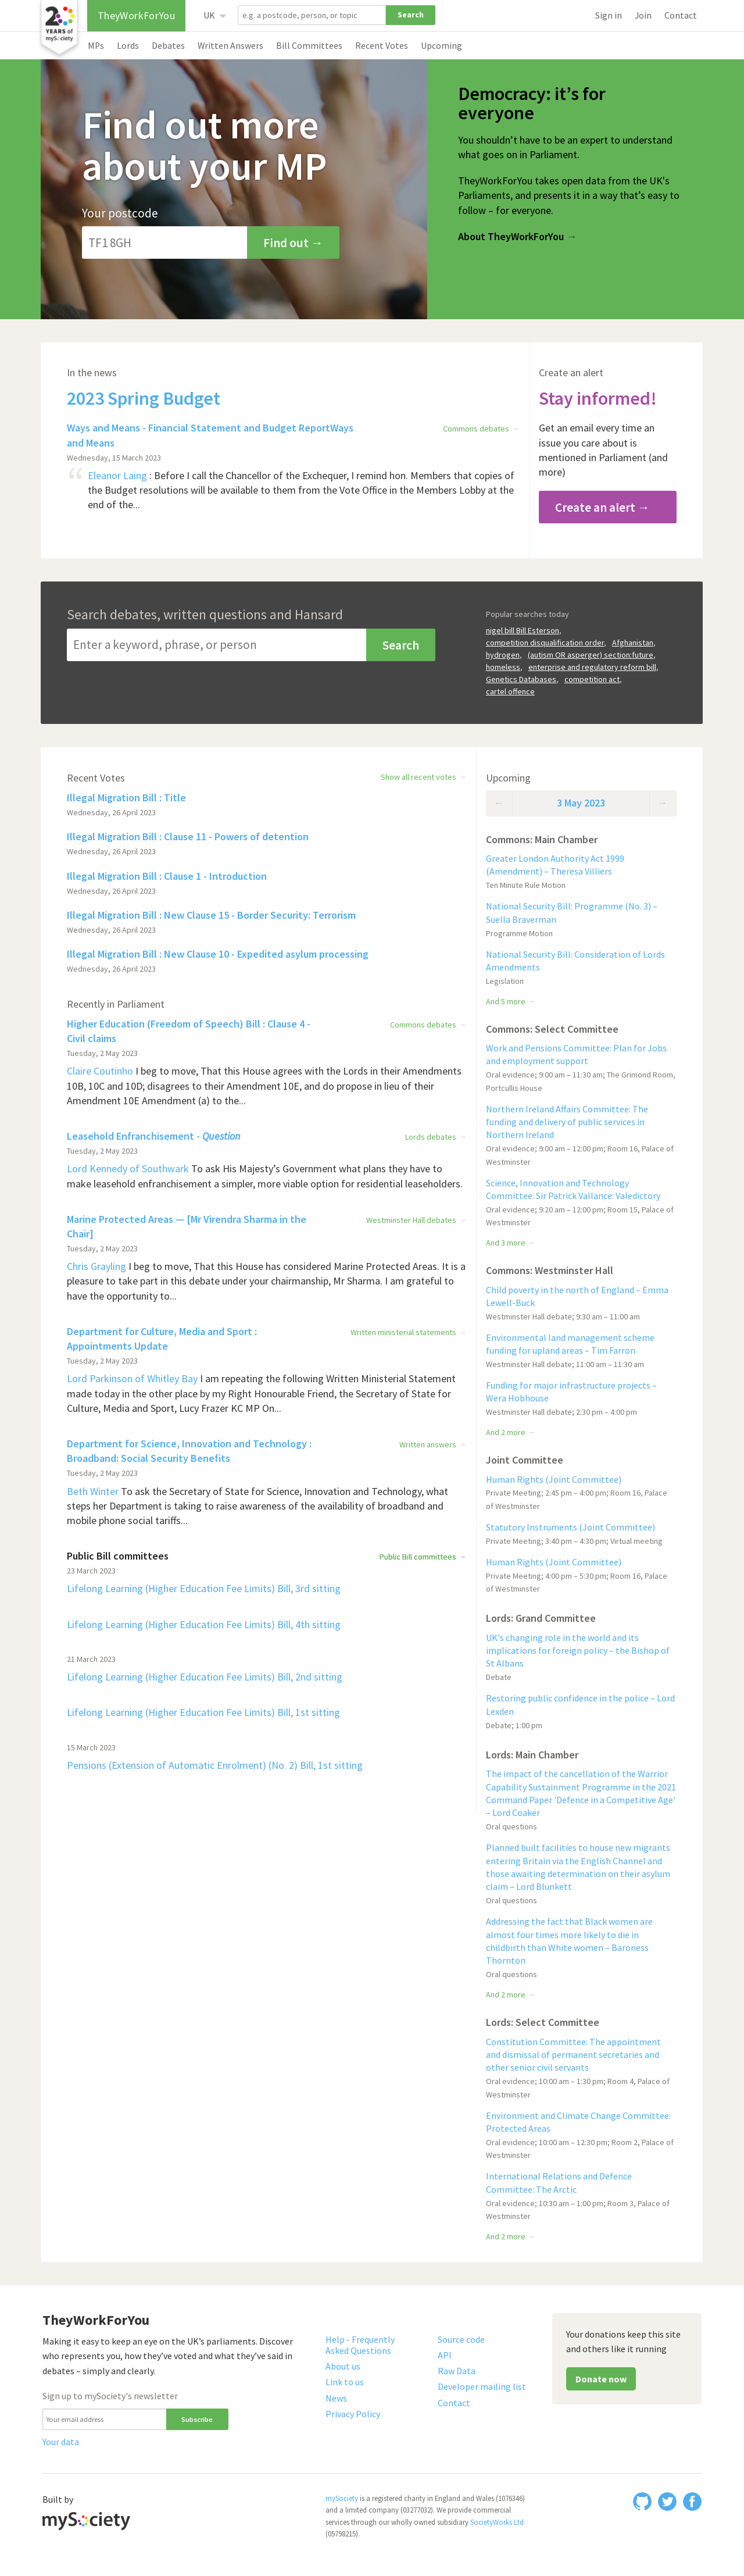 20
YEARS of
mySociety
TheyWorkForYou
UK
e.g. a postcode, person, or topic
Search
Sign in
Join
Contact
MPs
Lords
Debates
Written Answers
Bill Committees
Recent Votes
Upcoming
Find out more
about your MP
Your postcode
TF1 8GH
Find out →
Democracy: it’s for
everyone
You shouldn’t have to be an expert to understand
what goes on in Parliament.
TheyWorkForYou takes open data from the UK's
Parliaments, and presents it in a way that’s easy to
follow – for everyone.
About TheyWorkForYou →
In the news
2023 Spring Budget
Ways and Means - Financial Statement and Budget ReportWays
and Means
Commons debates →
Wednesday, 15 March 2023
Eleanor Laing : Before I call the Chancellor of the Exchequer, I remind hon. Members that copies of
the Budget resolutions will be available to them from the Vote Office in the Members Lobby at the
end of the...
Create an alert
Stay informed!
Get an email every time an
issue you care about is
mentioned in Parliament (and
more)
Create an alert →
Search debates, written questions and Hansard
Enter a keyword, phrase, or person
Search
Popular searches today
nigel bill Bill Esterson,
competition disqualification order, Afghanistan,
hydrogen, (autism OR asperger) section:future,
homeless, enterprise and regulatory reform bill,
Genetics Databases, competition act,
cartel offence
Recent Votes
Show all recent votes →
Illegal Migration Bill : Title
Wednesday, 26 April 2023
Illegal Migration Bill : Clause 11 - Powers of detention
Wednesday, 26 April 2023
Illegal Migration Bill : Clause 1 - Introduction
Wednesday, 26 April 2023
Illegal Migration Bill : New Clause 15 - Border Security: Terrorism
Wednesday, 26 April 2023
Illegal Migration Bill : New Clause 10 - Expedited asylum processing
Wednesday, 26 April 2023
Recently in Parliament
Higher Education (Freedom of Speech) Bill : Clause 4 -
Civil claims
Commons debates →
Tuesday, 2 May 2023
Claire Coutinho I beg to move, That this House agrees with the Lords in their Amendments
10B, 10C and 10D; disagrees to their Amendment 10E, and do propose in lieu of their
Amendment 10E Amendment (a) to the...
Leasehold Enfranchisement - Question
Lords debates →
Tuesday, 2 May 2023
Lord Kennedy of Southwark To ask His Majesty’s Government what plans they have to
make leasehold enfranchisement a simpler, more viable option for residential leaseholders.
Marine Protected Areas — [Mr Virendra Sharma in the
Chair]
Westminster Hall debates →
Tuesday, 2 May 2023
Chris Grayling I beg to move, That this House has considered Marine Protected Areas. It is a
pleasure to take part in this debate under your chairmanship, Mr Sharma. I am grateful to
have the opportunity to...
Department for Culture, Media and Sport :
Appointments Update
Written ministerial statements →
Tuesday, 2 May 2023
Lord Parkinson of Whitley Bay I am repeating the following Written Ministerial Statement
made today in the other place by my Right Honourable Friend, the Secretary of State for
Culture, Media and Sport, Lucy Frazer KC MP On...
Department for Science, Innovation and Technology :
Broadband: Social Security Benefits
Written answers →
Tuesday, 2 May 2023
Beth Winter To ask the Secretary of State for Science, Innovation and Technology, what
steps her Department is taking to raise awareness of the availability of broadband and
mobile phone social tariffs...
Public Bill committees
Public Bill committees →
23 March 2023
Lifelong Learning (Higher Education Fee Limits) Bill, 3rd sitting
Lifelong Learning (Higher Education Fee Limits) Bill, 4th sitting
21 March 2023
Lifelong Learning (Higher Education Fee Limits) Bill, 2nd sitting
Lifelong Learning (Higher Education Fee Limits) Bill, 1st sitting
15 March 2023
Pensions (Extension of Automatic Enrolment) (No. 2) Bill, 1st sitting
Upcoming
← 3 May 2023 →
Commons: Main Chamber
Greater London Authority Act 1999
(Amendment) – Theresa Villiers
Ten Minute Rule Motion
National Security Bill: Programme (No. 3) –
Suella Braverman
Programme Motion
National Security Bill: Consideration of Lords
Amendments
Legislation
And 5 more →
Commons: Select Committee
Work and Pensions Committee: Plan for Jobs
and employment support
Oral evidence; 9:00 am – 11:30 am; The Grimond Room,
Portcullis House
Northern Ireland Affairs Committee: The
funding and delivery of public services in
Northern Ireland
Oral evidence; 9:00 am – 12:00 pm; Room 16, Palace of
Westminster
Science, Innovation and Technology
Committee: Sir Patrick Vallance: Valedictory
Oral evidence; 9:20 am – 12:00 pm; Room 15, Palace of
Westminster
And 3 more →
Commons: Westminster Hall
Child poverty in the north of England – Emma
Lewell-Buck
Westminster Hall debate; 9:30 am – 11:00 am
Environmental land management scheme
funding for upland areas – Tim Farron
Westminster Hall debate; 11:00 am – 11:30 am
Funding for major infrastructure projects –
Wera Hobhouse
Westminster Hall debate; 2:30 pm – 4:00 pm
And 2 more →
Joint Committee
Human Rights (Joint Committee)
Private Meeting; 2:45 pm – 4:00 pm; Room 16, Palace
of Westminster
Statutory Instruments (Joint Committee)
Private Meeting; 3:40 pm – 4:30 pm; Virtual meeting
Human Rights (Joint Committee)
Private Meeting; 4:00 pm – 5:30 pm; Room 16, Palace
of Westminster
Lords: Grand Committee
UK's changing role in the world and its
implications for foreign policy – the Bishop of
St Albans
Debate
Restoring public confidence in the police – Lord
Lexden
Debate; 1:00 pm
Lords: Main Chamber
The impact of the cancellation of the Warrior
Capability Sustainment Programme in the 2021
Command Paper 'Defence in a Competitive Age'
– Lord Coaker
Oral questions
Planned built facilities to house new migrants
entering Britain via the English Channel and
those awaiting determination on their asylum
claim – Lord Blunkett
Oral questions
Addressing the fact that Black women are
almost four times more likely to die in
childbirth than White women – Baroness
Thornton
Oral questions
And 2 more →
Lords: Select Committee
Constitution Committee: The appointment
and dismissal of permanent secretaries and
other senior civil servants
Oral evidence; 10:00 am – 1:30 pm; Room 4, Palace of
Westminster
Environment and Climate Change Committee:
Protected Areas
Oral evidence; 10:00 am – 12:30 pm; Room 2, Palace of
Westminster
International Relations and Defence
Committee: The Arctic
Oral evidence; 10:30 am – 1:00 pm; Room 3, Palace of
Westminster
And 2 more →
TheyWorkForYou
Making it easy to keep an eye on the UK’s parliaments. Discover
who represents you, how they’ve voted and what they’ve said in
debates – simply and clearly.
Sign up to mySociety's newsletter
Your email address
Subscribe
Your data
Help - Frequently
Asked Questions
About us
Link to us
News
Privacy Policy
Source code
API
Raw Data
Developer mailing list
Contact
Your donations keep this site
and others like it running
Donate now
Built by
mySociety
mySociety is a registered charity in England and Wales (1076346)
and a limited company (03277032). We provide commercial
services through our wholly owned subsidiary SocietyWorks Ltd
(05798215).